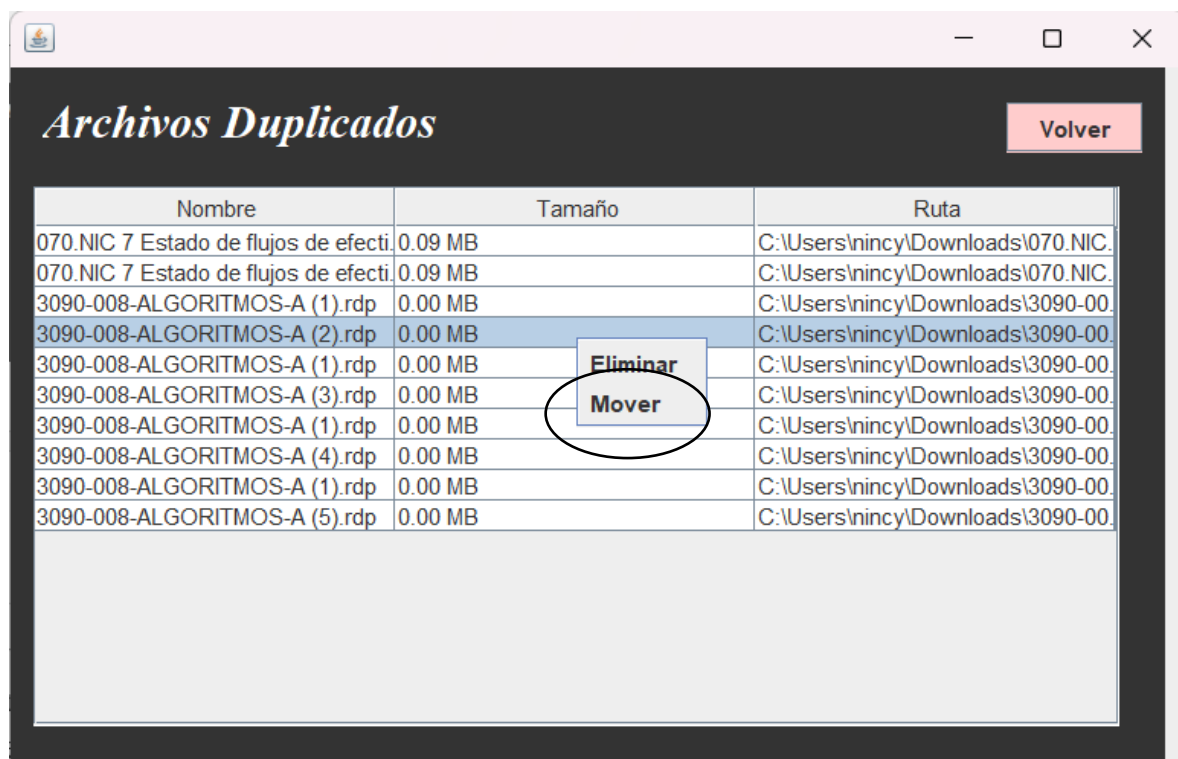 Archivos Duplicados
Volver
Nombre Tamaño Ruta
070.NIC 7 Estado de flujos de efecti. 0.09 MB C:\Users\nincy\Downloads\070.NIC.
070.NIC 7 Estado de flujos de efecti. 0.09 MB C:\Users\nincy\Downloads\070.NIC.
3090-008-ALGORITMOS-A (1).rdp 0.00 MB C:\Users\nincy\Downloads\3090-00.
3090-008-ALGORITMOS-A (2).rdp 0.00 MB C:\Users\nincy\Downloads\3090-00.
3090-008-ALGORITMOS-A (1).rdp 0.00 MB Eliminar C:\Users\nincy\Downloads\3090-00.
3090-008-ALGORITMOS-A (3).rdp 0.00 MB Mover C:\Users\nincy\Downloads\3090-00.
3090-008-ALGORITMOS-A (1).rdp 0.00 MB C:\Users\nincy\Downloads\3090-00.
3090-008-ALGORITMOS-A (4).rdp 0.00 MB C:\Users\nincy\Downloads\3090-00.
3090-008-ALGORITMOS-A (1).rdp 0.00 MB C:\Users\nincy\Downloads\3090-00.
3090-008-ALGORITMOS-A (5).rdp 0.00 MB C:\Users\nincy\Downloads\3090-00.